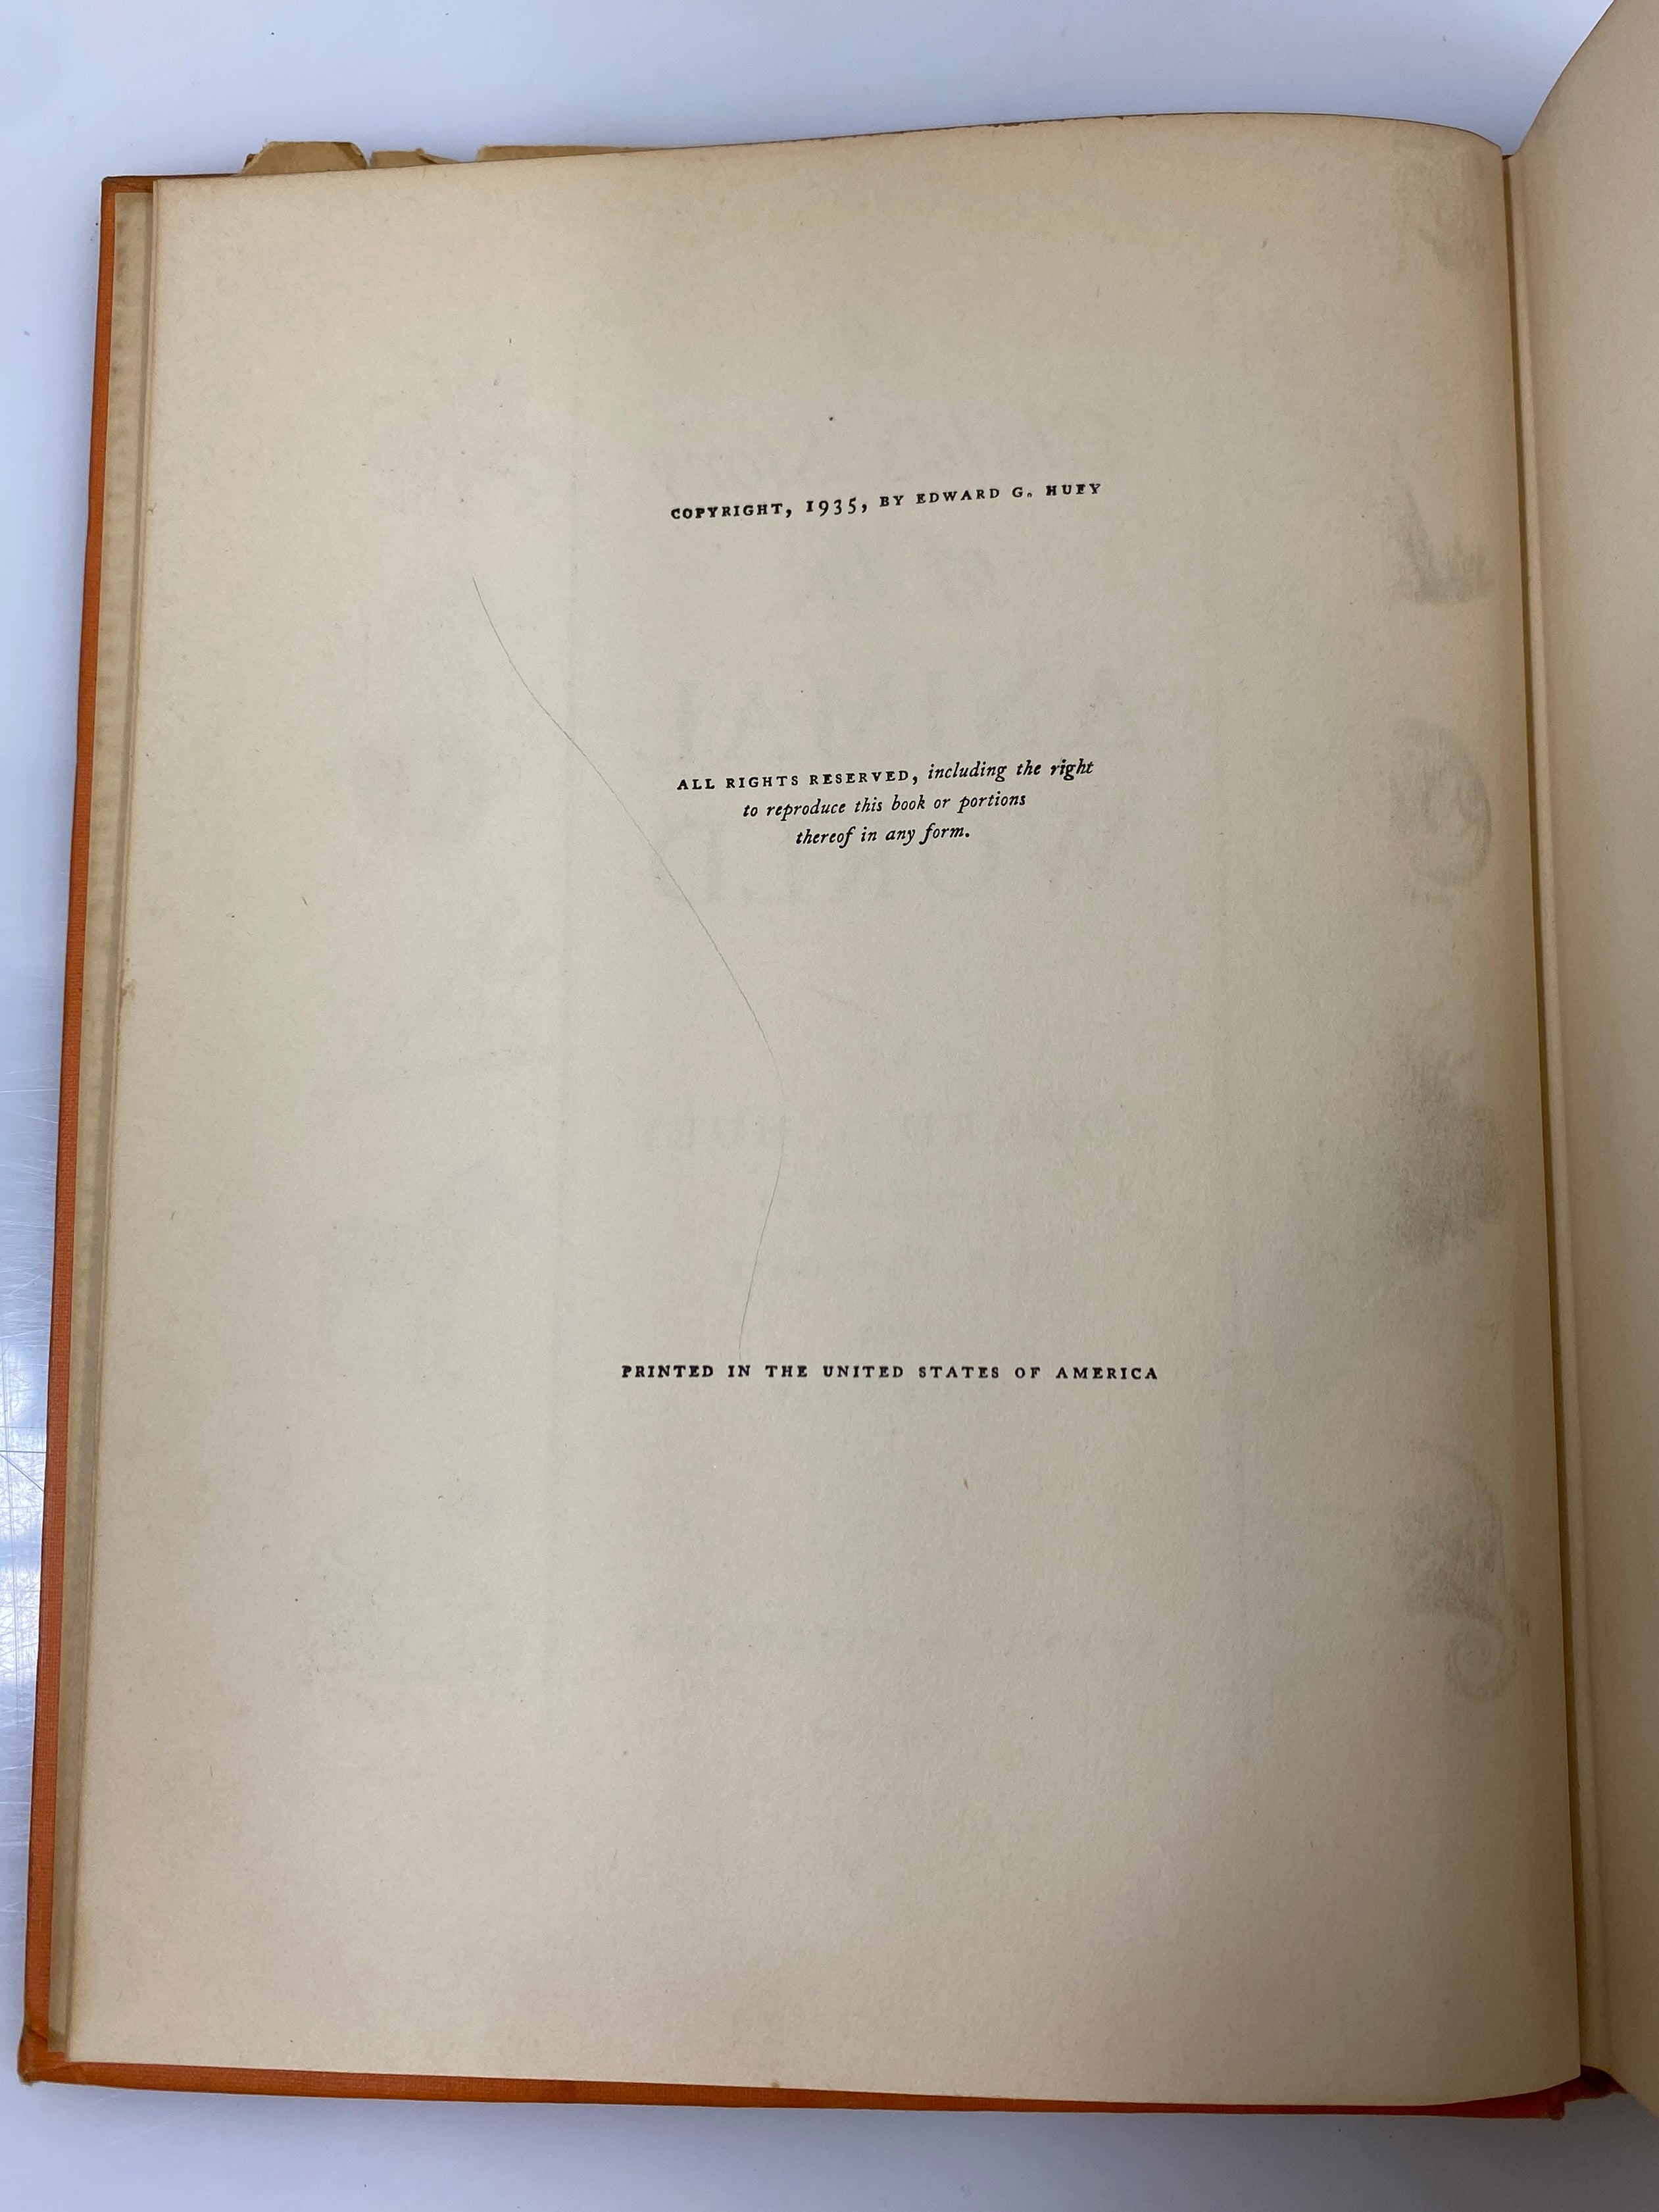 COPYRIGHT, 1935, BY EDWARD G. HUEY
ALL RIGHTS RESERVED, including the right
to reproduce this book or portions
thereof in any form.
PRINTED IN THE UNITED STATES OF AMERICA